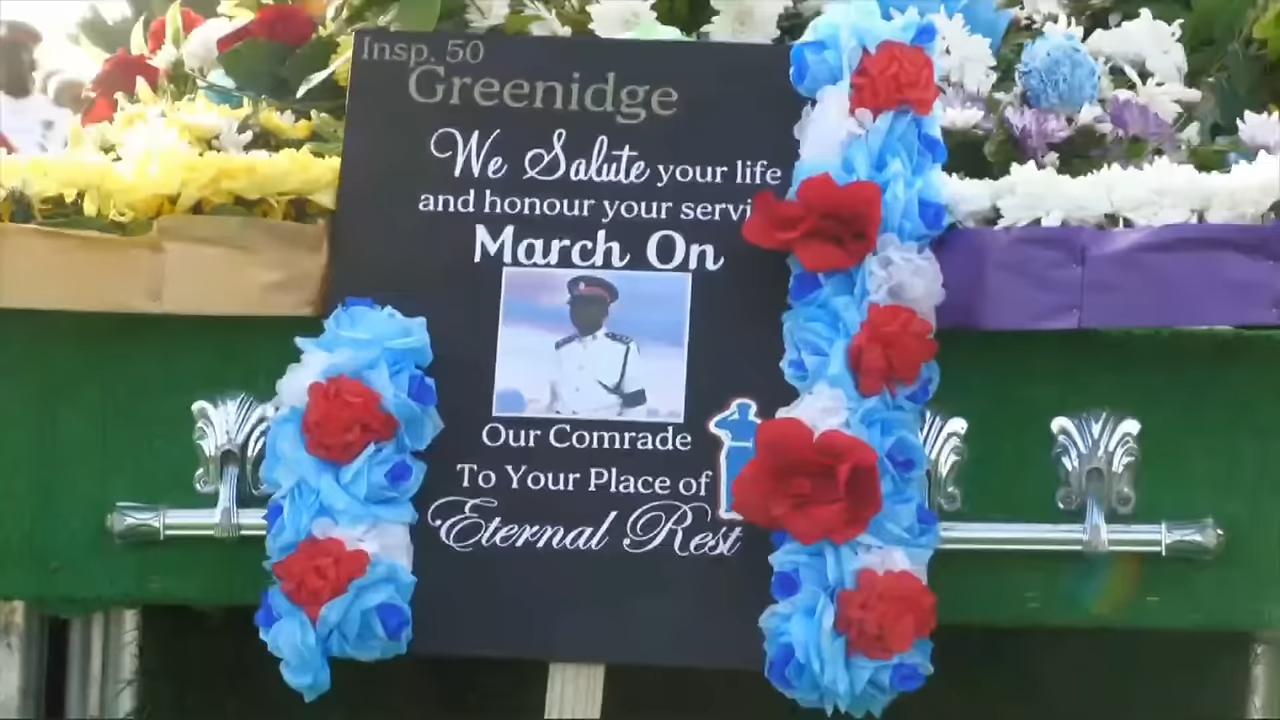 Insp. 50
Greenidge
We Salute your life
and honour your servi
March On
Our Comrade
To Your Place of
Eternal Rest